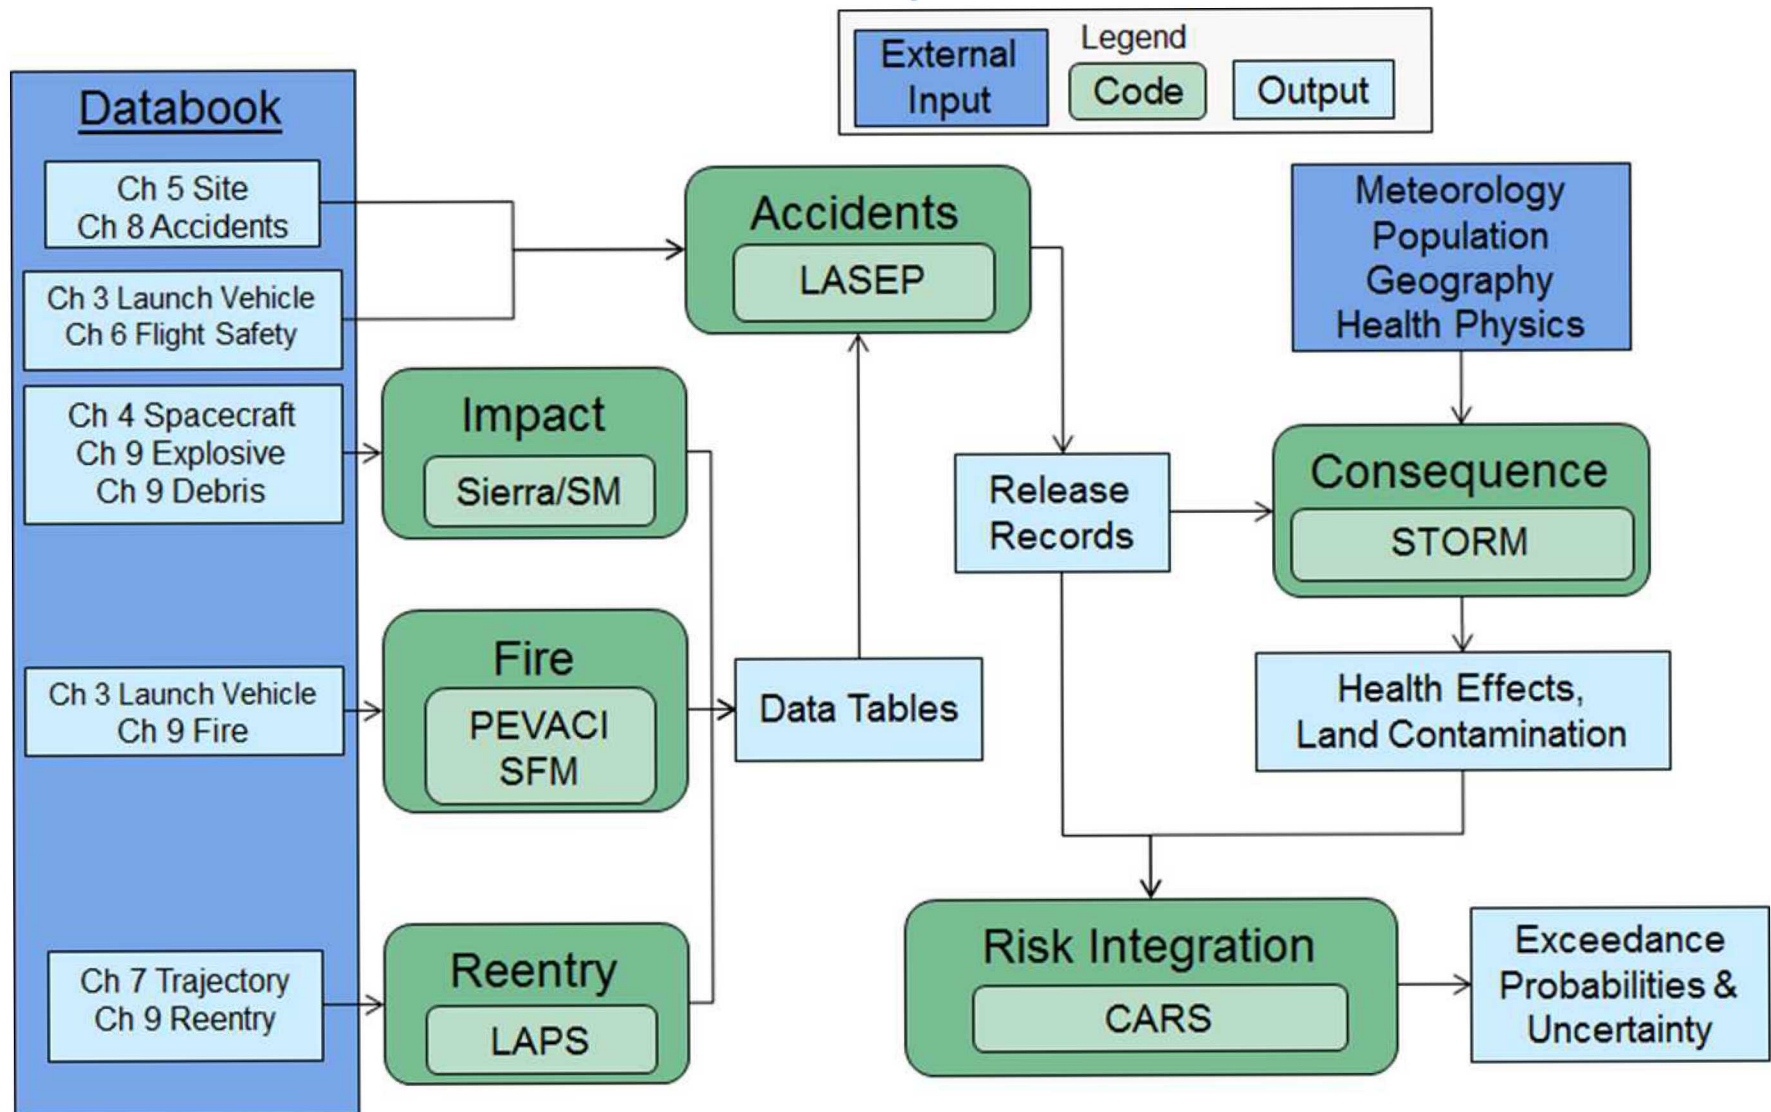 External
Input
Legend
Code
Output
Databook
Ch 5 Site
Ch 8 Accidents
Ch 3 Launch Vehicle
Ch 6 Flight Safety
Ch 4 Spacecraft
Ch 9 Explosive
Ch 9 Debris
Ch 3 Launch Vehicle
Ch 9 Fire
Ch 7 Trajectory
Ch 9 Reentry
Impact
Sierra/SM
Fire
PEVACI
SFM
Reentry
LAPS
Data Tables
Accidents
LASEP
Release
Records
Meteorology
Population
Geography
Health Physics
Consequence
STORM
Health Effects,
Land Contamination
Risk Integration
CARS
Exceedance
Probabilities &
Uncertainty